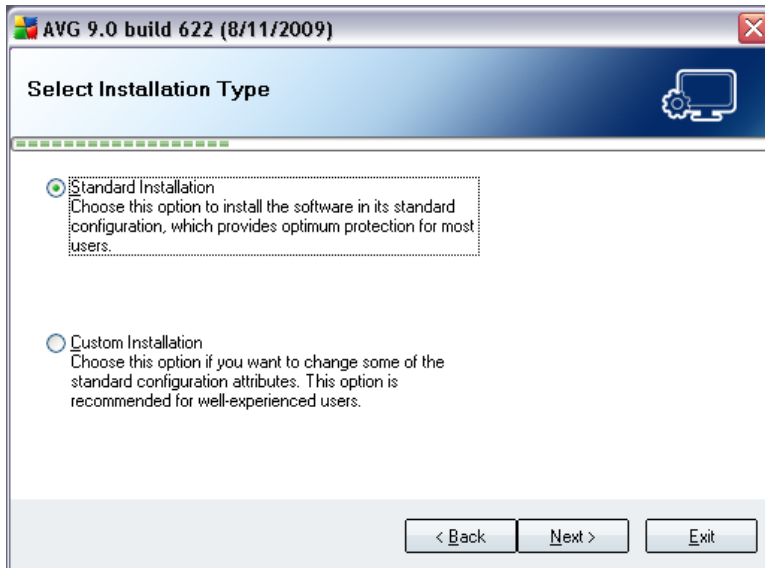 AVG 9.0 build 622 (8/11/2009)
Select Installation Type
Standard Installation
Choose this option to install the software in its standard
configuration, which provides optimum protection for most
users.
Custom Installation
Choose this option if you want to change some of the
standard configuration attributes. This option is
recommended for well-experienced users.
< Back Next > Exit